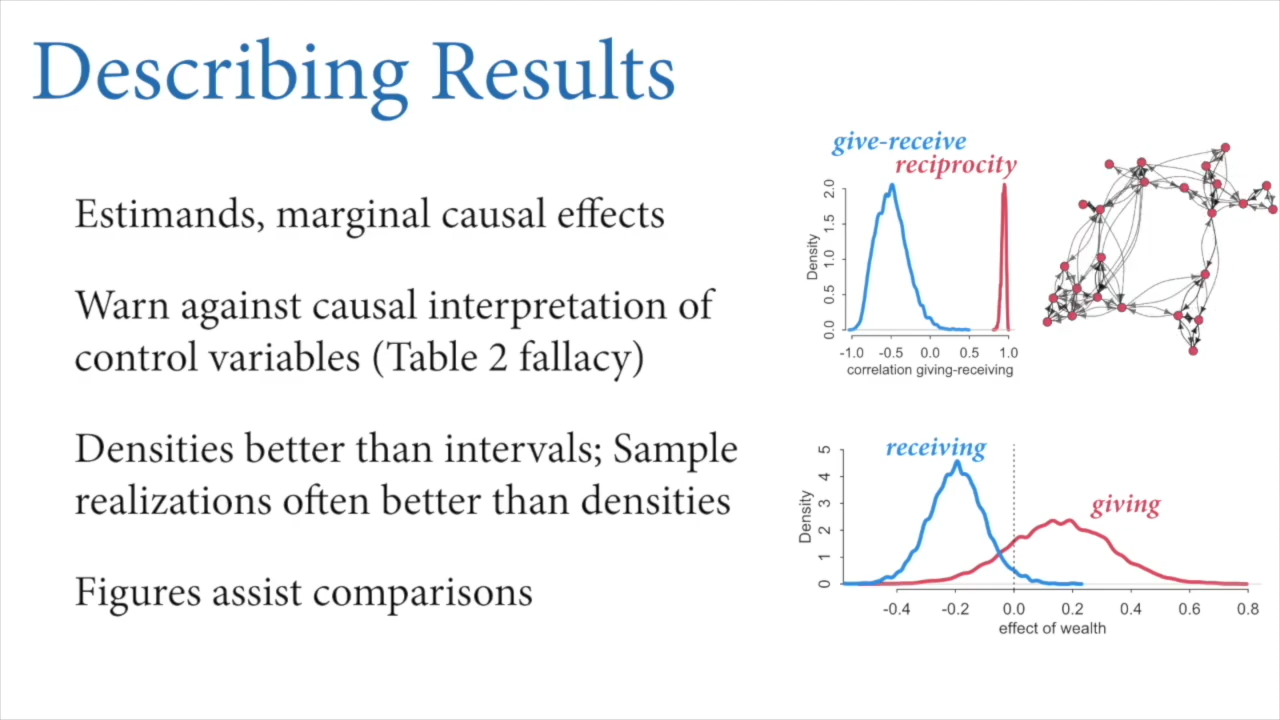 Describing Results
Estimands, marginal causal effects
Warn against causal interpretation of
control variables (Table 2 fallacy)
Densities better than intervals; Sample
realizations often better than densities
Figures assist comparisons
give-receive
reciprocity
Density
2.0
1.5
1.0
0.5
0.0
-1.0 -0.5 0.0 0.5 1.0
correlation giving-receiving
receiving
giving
Density
5
4
3
2
1
0
-0.4 -0.2 0.0 0.2 0.4 0.6 0.8
effect of wealth